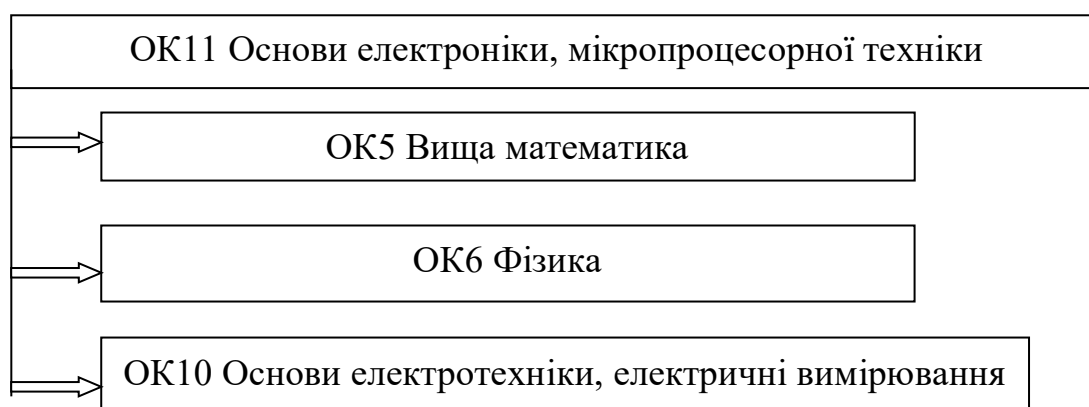 ОК11 Основи електроніки, мікропроцесорної техніки
ОК5 Вища математика
ОК6 Фізика
ОК10 Основи електротехніки, електричні вимірювання